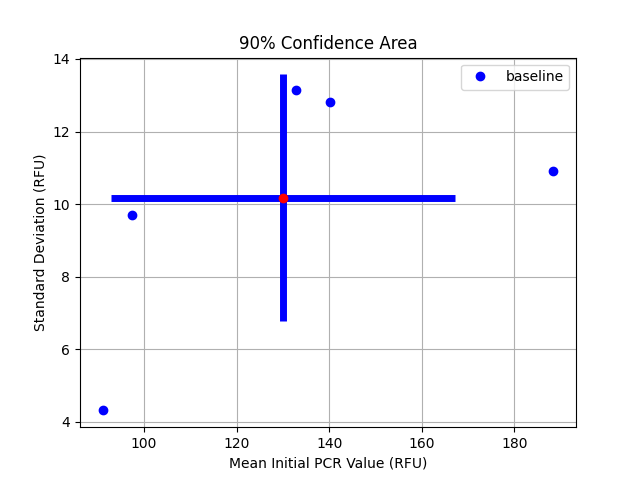 90% Confidence Area
baseline
14
12
10
8
6
4
Standard Deviation (RFU)
100
120
140
160
180
Mean Initial PCR Value (RFU)